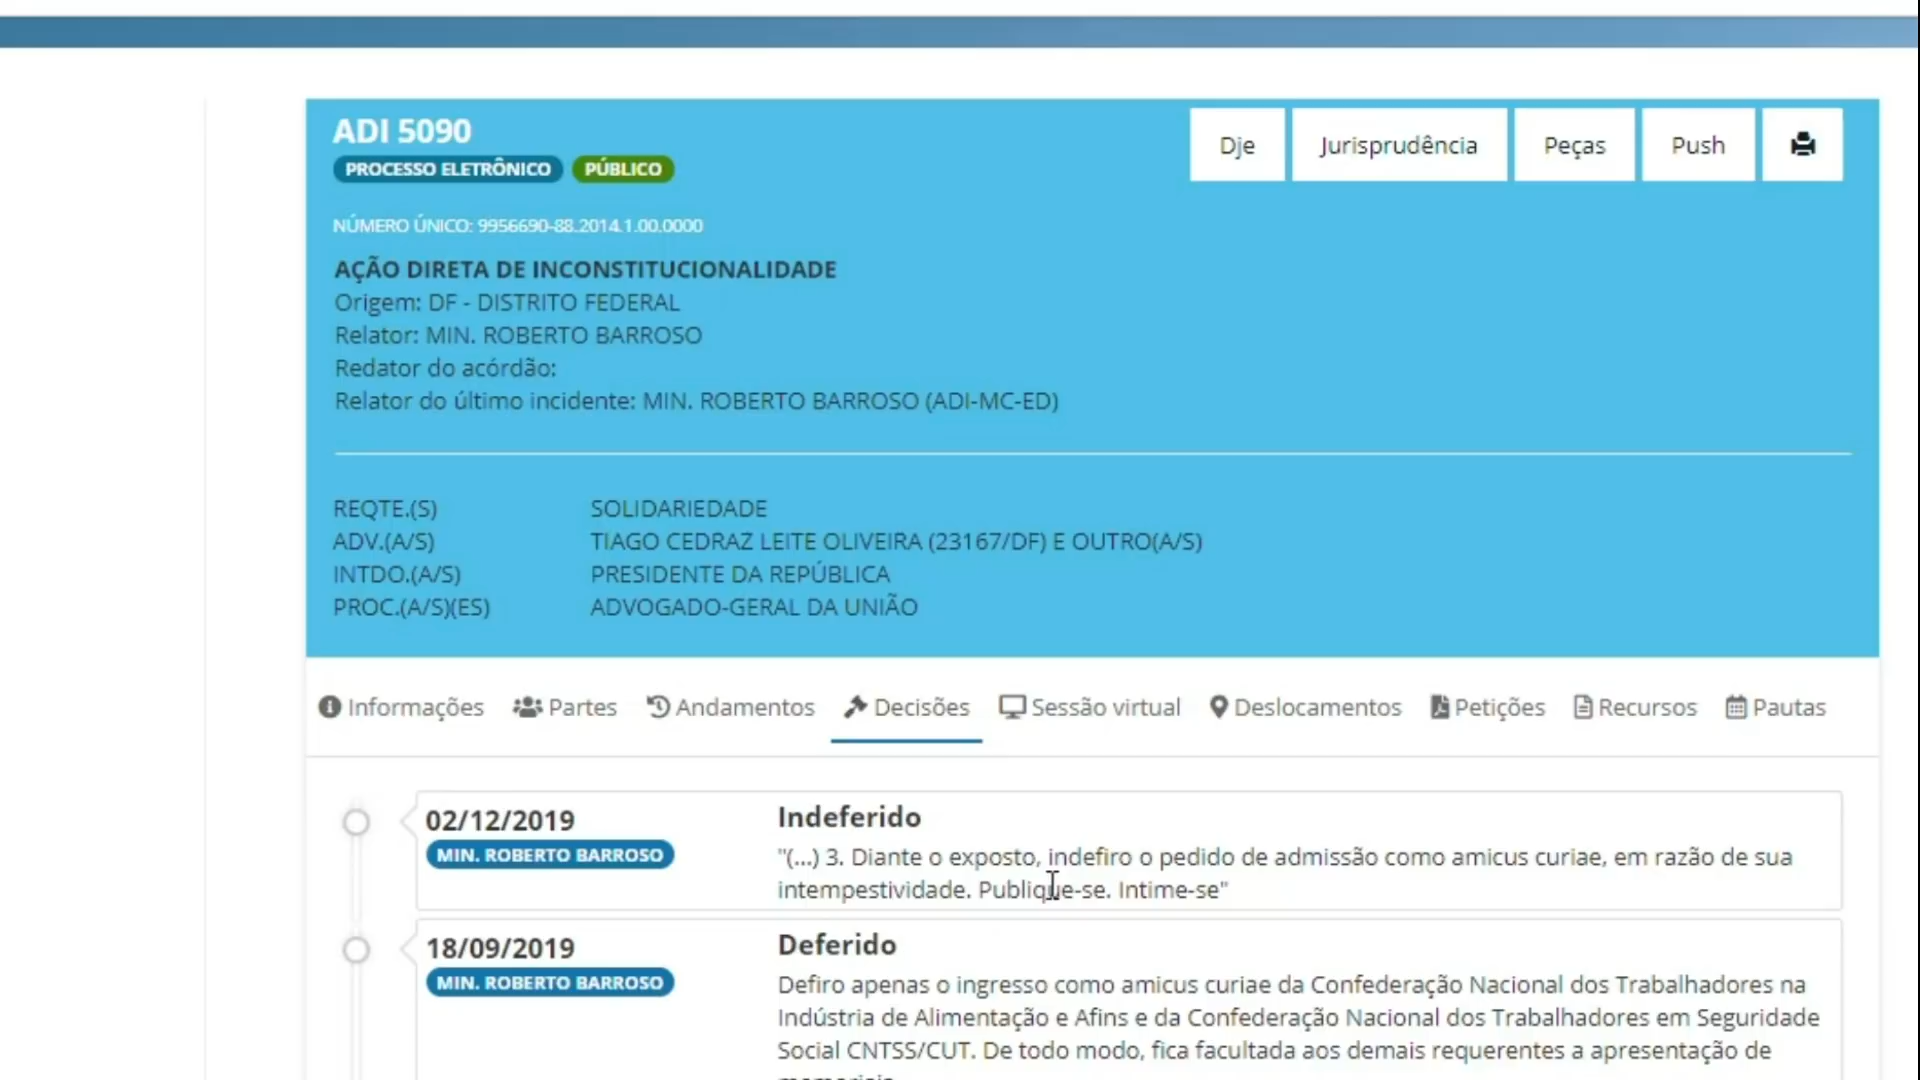 ADI 5090
PROCESSO ELETRÔNICO PÚBLICO
Dje Jurisprudência Peças Push
NÚMERO ÚNICO: 9956690-88.2014.1.00.0000
AÇÃO DIRETA DE INCONSTITUCIONALIDADE
Origem: DF - DISTRITO FEDERAL
Relator: MIN. ROBERTO BARROSO
Redator do acórdão:
Relator do último incidente: MIN. ROBERTO BARROSO (ADI-MC-ED)
REQTE.(S) SOLIDARIEDADE
ADV.(A/S) TIAGO CEDRAZ LEITE OLIVEIRA (23167/DF) E OUTRO(A/S)
INTDO.(A/S) PRESIDENTE DA REPÚBLICA
PROC.(A/S)(ES) ADVOGADO-GERAL DA UNIÃO
Informações Partes Andamentos Decisões Sessão virtual Deslocamentos Petições Recursos Pautas
02/12/2019
MIN. ROBERTO BARROSO
Indeferido
"(...) 3. Diante o exposto, indefiro o pedido de admissão como amicus curiae, em razão de sua
intempestividade. Publique-se. Intime-se"
18/09/2019
MIN. ROBERTO BARROSO
Deferido
Defiro apenas o ingresso como amicus curiae da Confederação Nacional dos Trabalhadores na
Indústria de Alimentação e Afins e da Confederação Nacional dos Trabalhadores em Seguridade
Social CNTSS/CUT. De todo modo, fica facultada aos demais requerentes a apresentação de